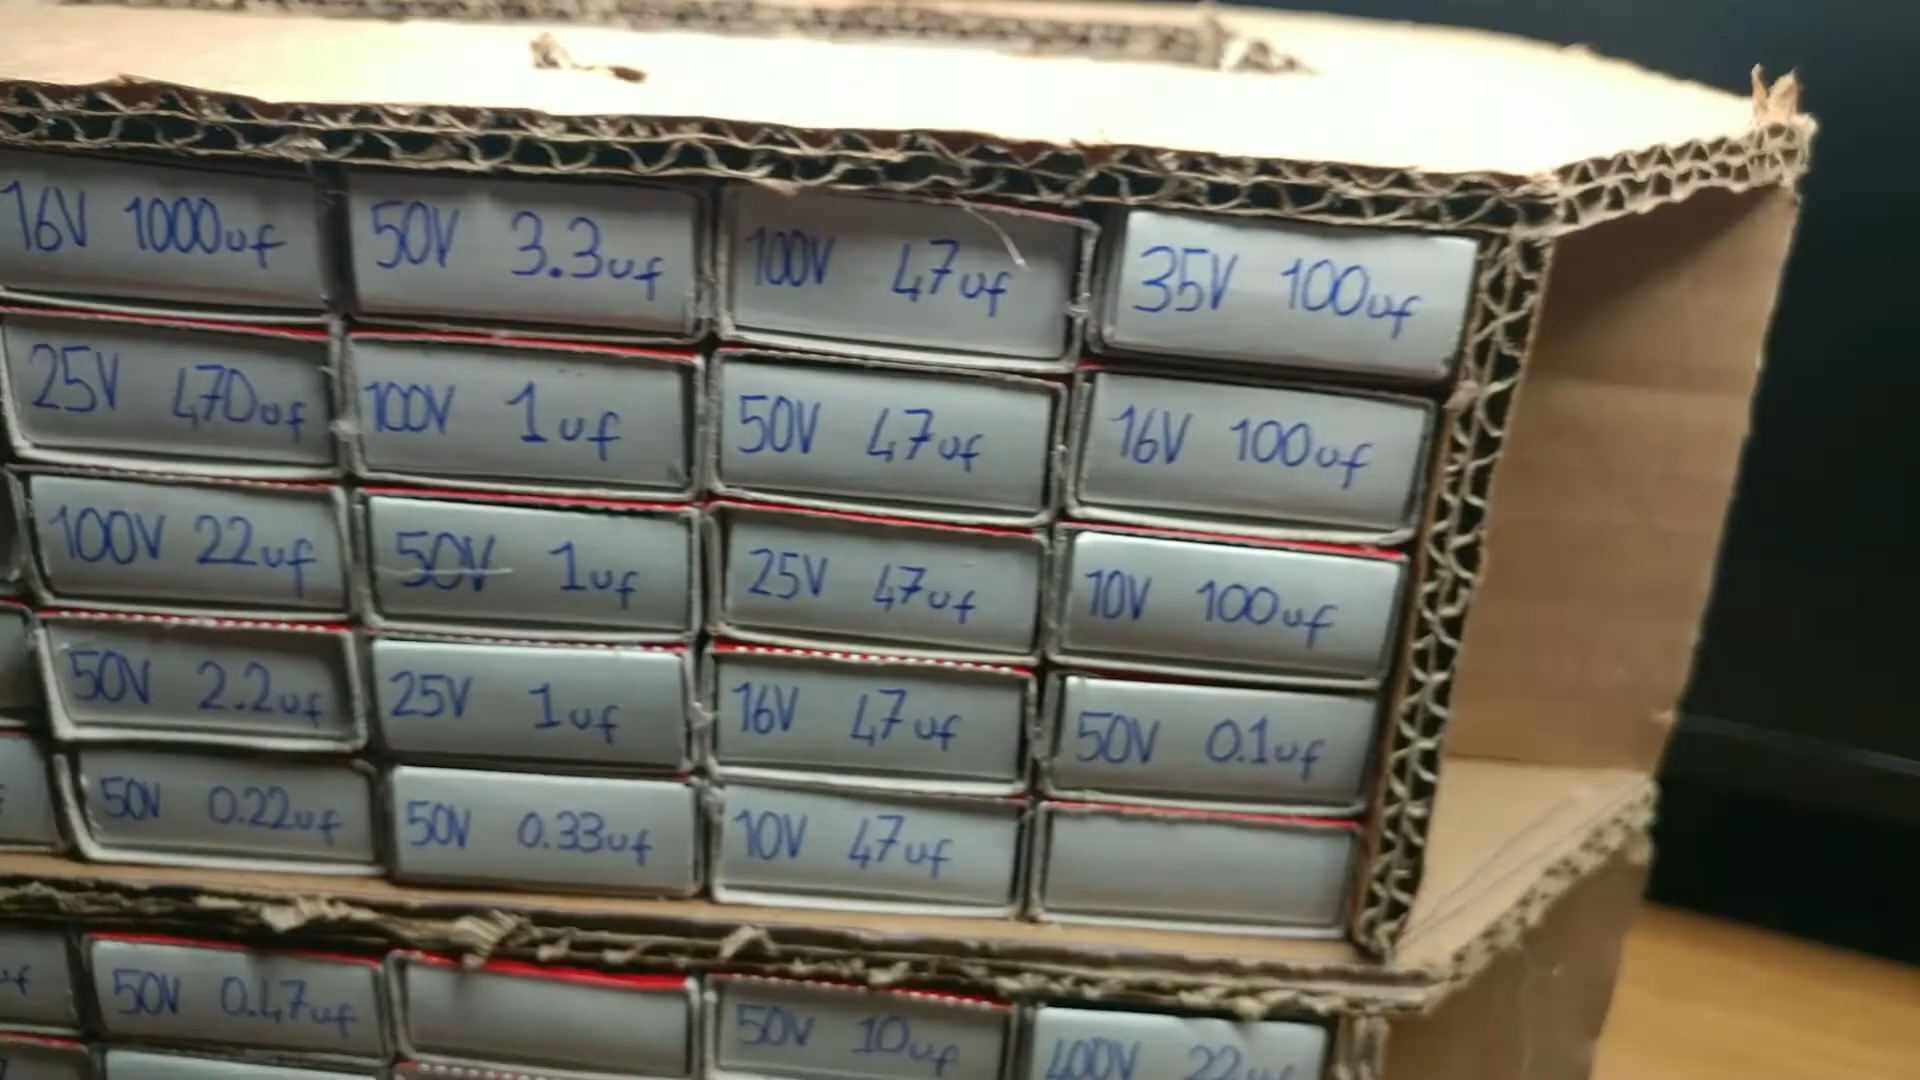 16V 1000uf
50V 3.3uf
100V 47uf
35V 100uf
25V 470uf
100V 1uf
50V 47uf
16V 100uf
100V 22uf
50V 1uf
25V 47uf
10V 100uf
50V 2.2uf
25V 1uf
16V 47uf
50V 0.1uf
50V 0.22uf
50V 0.33uf
10V 47uf
50V 0.47uf
50V 10uf
400V 22uf